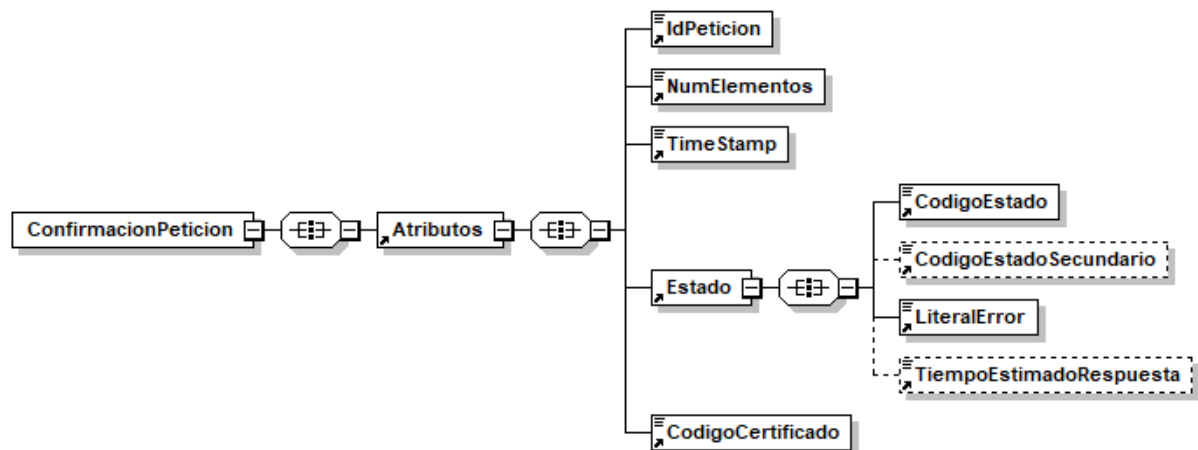 IdPeticion
NumElementos
TimeStamp
ConfirmacionPeticion
Atributos
Estado
CodigoEstado
CodigoEstadoSecundario
LiteralError
TiempoEstimadoRespuesta
CodigoCertificado